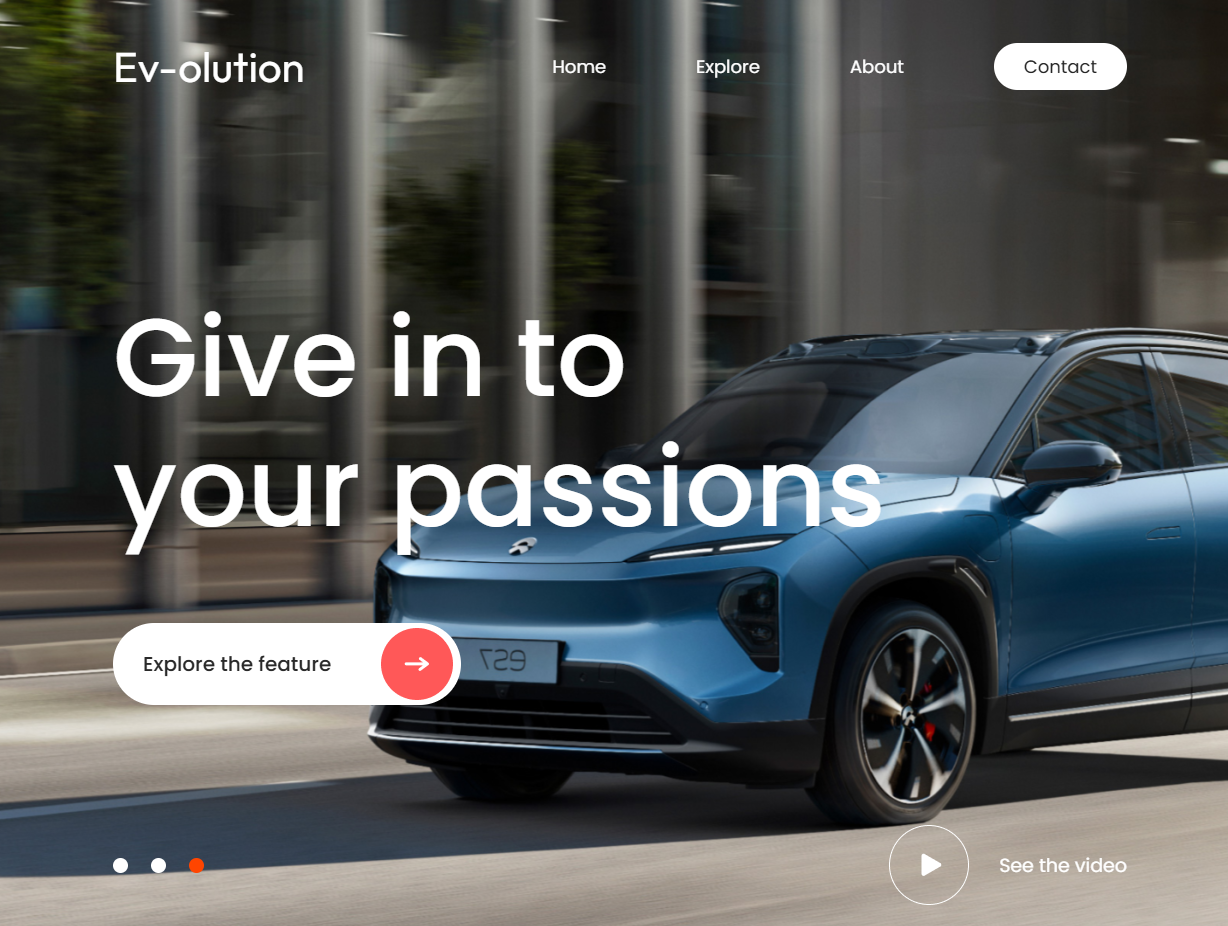 Ev-olution
Home
Explore
About
Contact
Give in to
your passions
ES7
Explore the feature
See the video